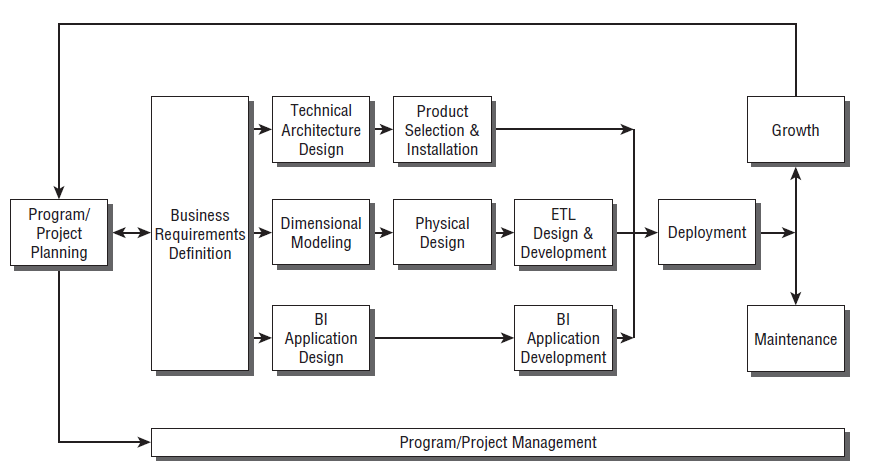 Technical
Architecture
Design
Product
Selection &
Installation
Growth
Program/
Project
Planning
Business
Requirements
Definition
Dimensional
Modeling
Physical
Design
ETL
Design &
Development
Deployment
BI
Application
Design
BI
Application
Development
Maintenance
Program/Project Management